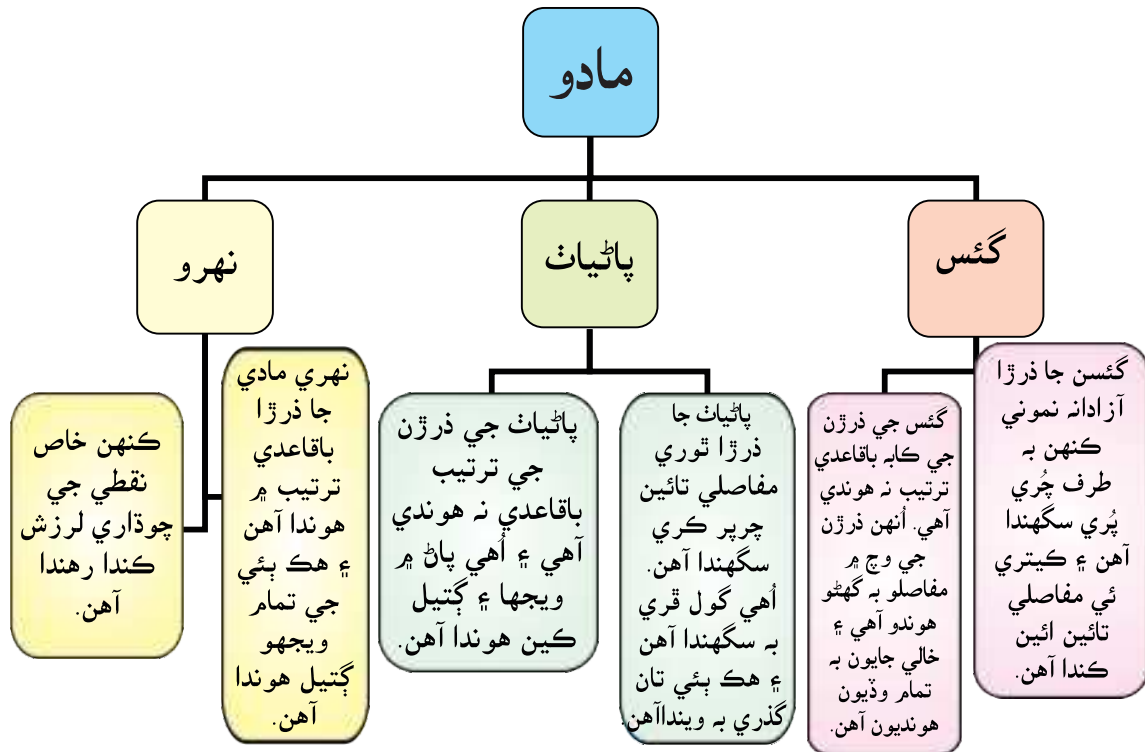 مادو
گئس
پاڻياٺ
نهرو
گئسن جا ذرڙا
آزادانہ نموني
ڪنهن بہ
طرف چُري
پُري سگهندا
آهن ۽ ڪيتري
ئي مفاصلي
تائين ائين
ڪندا آهن.
گئس جي ذرڙن
جي ڪابہ باقاعدي
ترتيب نہ هوندي
آهي. اُنهن ذرڙن
جي وچ ۾
مفاصلو بہ گهڻو
هوندو آهي ۽
خالي جايون بہ
تمام وڏيون
هونديون آهن.
پاڻياٺ جا
ذرڙا ٿوري
مفاصلي تائين
چرپر ڪري
سگهندا آهن.
اُهي گول ڦري
بہ سگهندا آهن
۽ هڪ ٻئي تان
گذري بہ وينداآهن.
پاڻياٺ جي ذرڙن
جي ترتيب
باقاعدي نہ هوندي
آهي ۽ اُهي پاڻ ۾
ويجها ۽ ڳتيل
ڪين هوندا آهن.
نهري مادي
جا ذرڙا
باقاعدي
ترتيب ۾
هوندا آهن
۽ هڪ ٻئي
جي تمام
ويجهو
ڳتيل هوندا
آهن.
ڪنهن خاص
نقطي جي
چوڌاري لرزش
ڪندا رهندا
آهن.